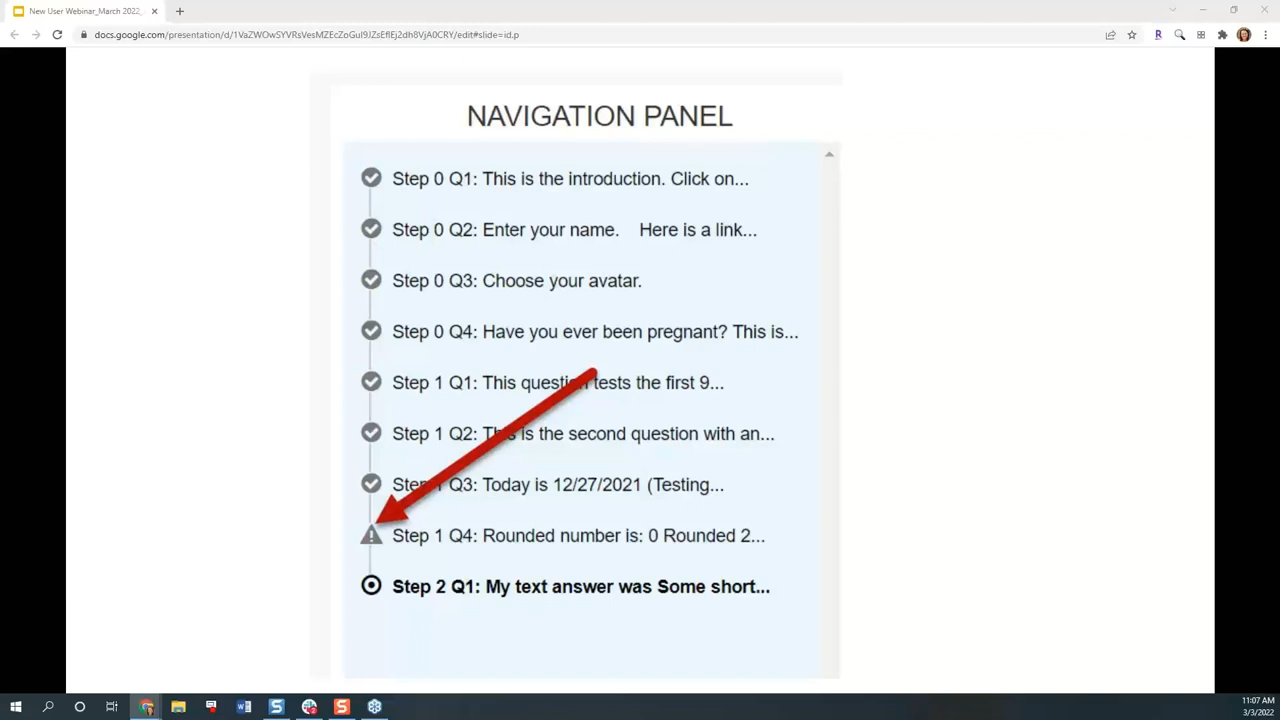 New User Webinar_March 2022_
docs.google.com/presentation/d/1VaZWOwSYVRsVesMZEcZoGuI9JZsEflEj2dh8VjA0CRY/edit#slide=id.p
NAVIGATION PANEL
Step 0 Q1: This is the introduction. Click on...
Step 0 Q2: Enter your name. Here is a link...
Step 0 Q3: Choose your avatar.
Step 0 Q4: Have you ever been pregnant? This is...
Step 1 Q1: This question tests the first 9...
Step 1 Q2: This is the second question with an...
Step 1 Q3: Today is 12/27/2021 (Testing...
Step 1 Q4: Rounded number is: 0 Rounded 2...
Step 2 Q1: My text answer was Some short...
11:07 AM
3/3/2022